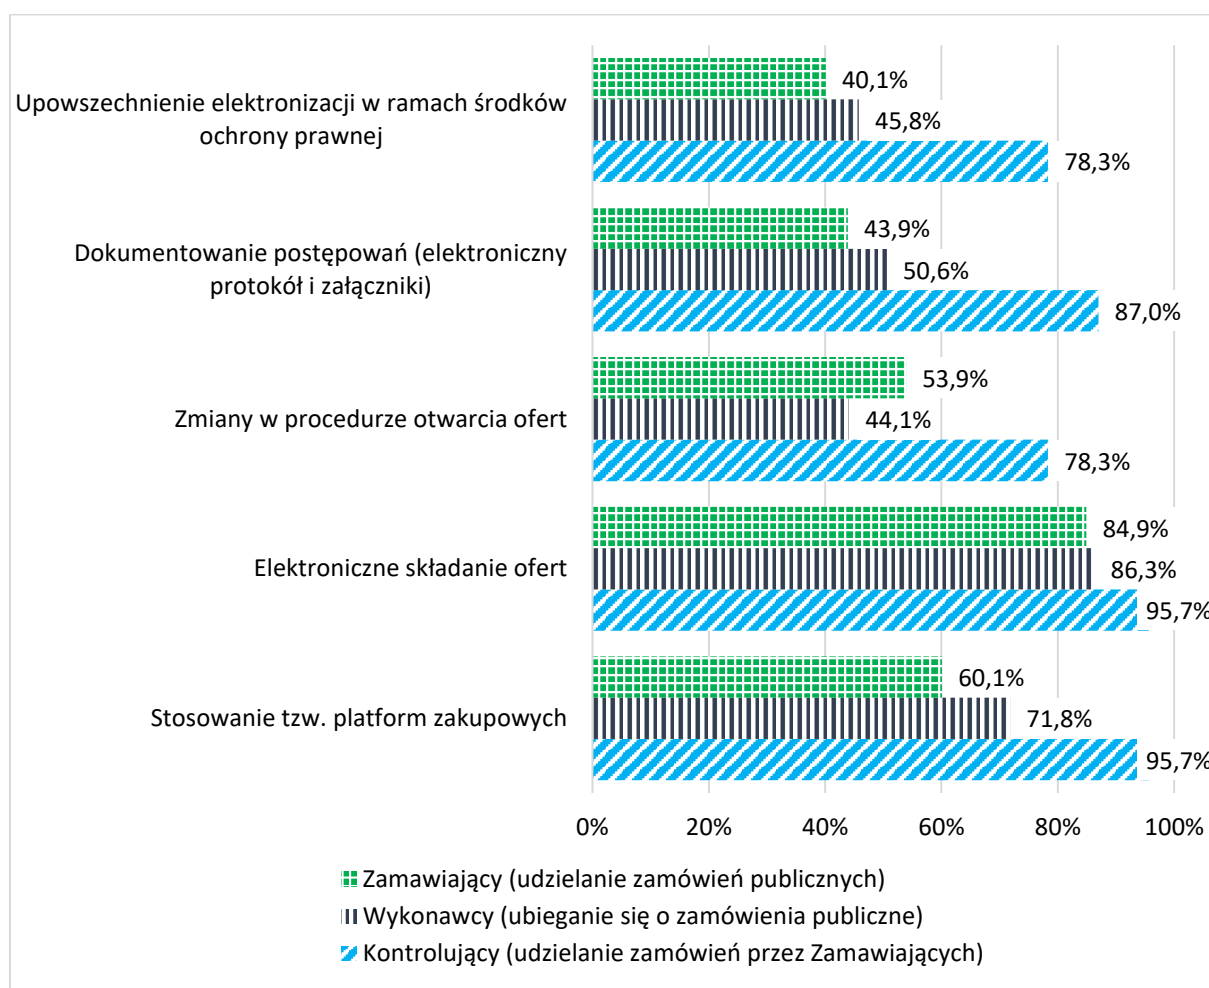 Upowszechnienie elektronizacji w ramach środków
ochrony prawnej
40,1%
45,8%
78,3%
Dokumentowanie postępowań (elektroniczny
protokół i załączniki)
43,9%
50,6%
87,0%
Zmiany w procedurze otwarcia ofert
53,9%
44,1%
78,3%
Elektroniczne składanie ofert
84,9%
86,3%
95,7%
Stosowanie tzw. platform zakupowych
60,1%
71,8%
95,7%
0% 20% 40% 60% 80% 100%
Zamawiający (udzielanie zamówień publicznych)
Wykonawcy (ubieganie się o zamówienia publiczne)
Kontrolujący (udzielanie zamówień przez Zamawiających)